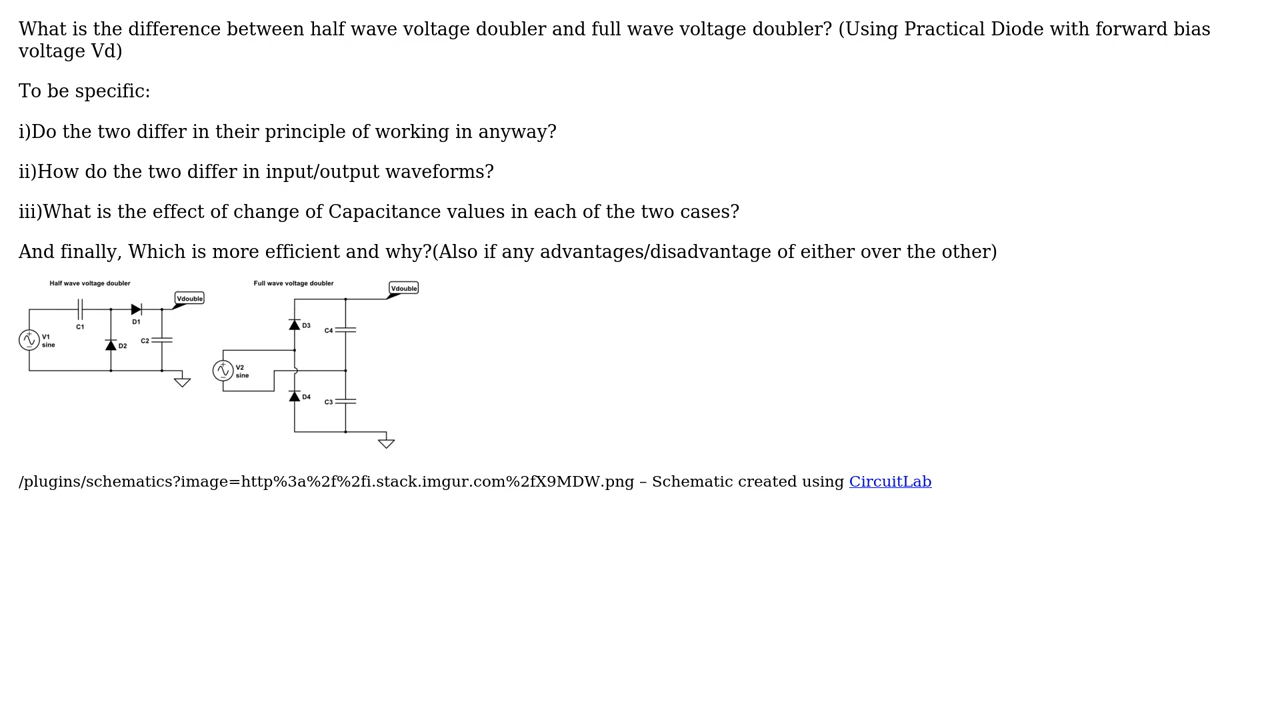 What is the difference between half wave voltage doubler and full wave voltage doubler? (Using Practical Diode with forward bias
voltage Vd)
To be specific:
i)Do the two differ in their principle of working in anyway?
ii)How do the two differ in input/output waveforms?
iii)What is the effect of change of Capacitance values in each of the two cases?
And finally, Which is more efficient and why?(Also if any advantages/disadvantage of either over the other)
Half wave voltage doubler
Full wave voltage doubler
Vdouble
Vdouble
C1
D1
D3
C4
V1
sine
D2
C2
V2
sine
D4
C3
/plugins/schematics?image=http%3a%2f%2fi.stack.imgur.com%2fX9MDW.png – Schematic created using CircuitLab